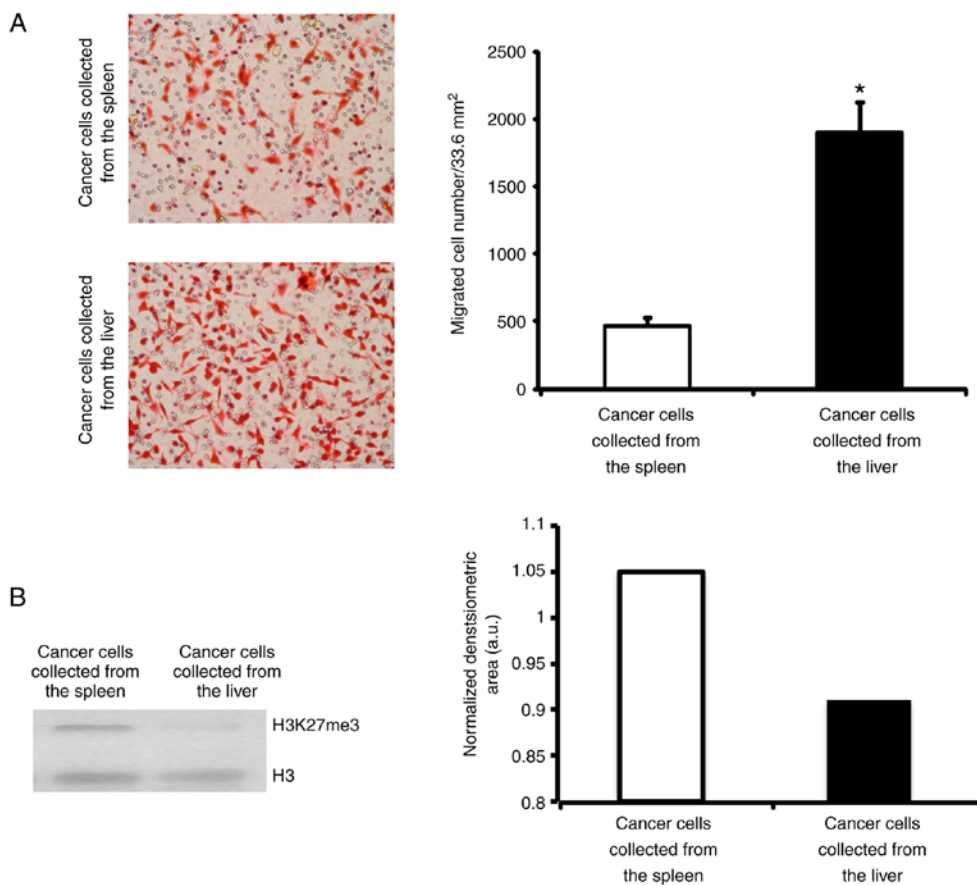 A
Cancer cells collected
from the spleen
Cancer cells collected
from the liver
Migrated cell number/33.6 mm²
2500
2000
1500
1000
500
0
*
Cancer cells
collected from
the spleen
Cancer cells
collected from
the liver
B
Cancer cells
collected from
the spleen
Cancer cells
collected from
the liver
H3K27me3
H3
Normalized denstsiometric
area (a.u.)
1.1
1.05
1
0.95
0.9
0.85
0.8
Cancer cells
collected from
the spleen
Cancer cells
collected from
the liver